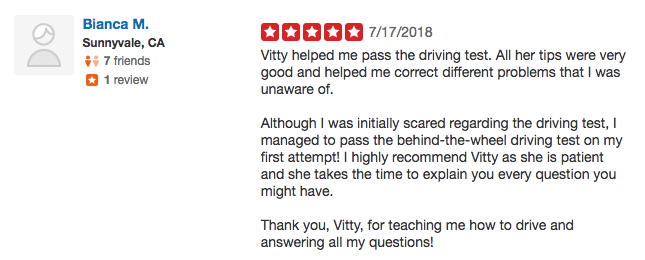 Bianca M.
Sunnyvale, CA
7 friends
1 review
7/17/2018
Vitty helped me pass the driving test. All her tips were very
good and helped me correct different problems that I was
unaware of.
Although I was initially scared regarding the driving test, I
managed to pass the behind-the-wheel driving test on my
first attempt! I highly recommend Vitty as she is patient
and she takes the time to explain you every question you
might have.
Thank you, Vitty, for teaching me how to drive and
answering all my questions!